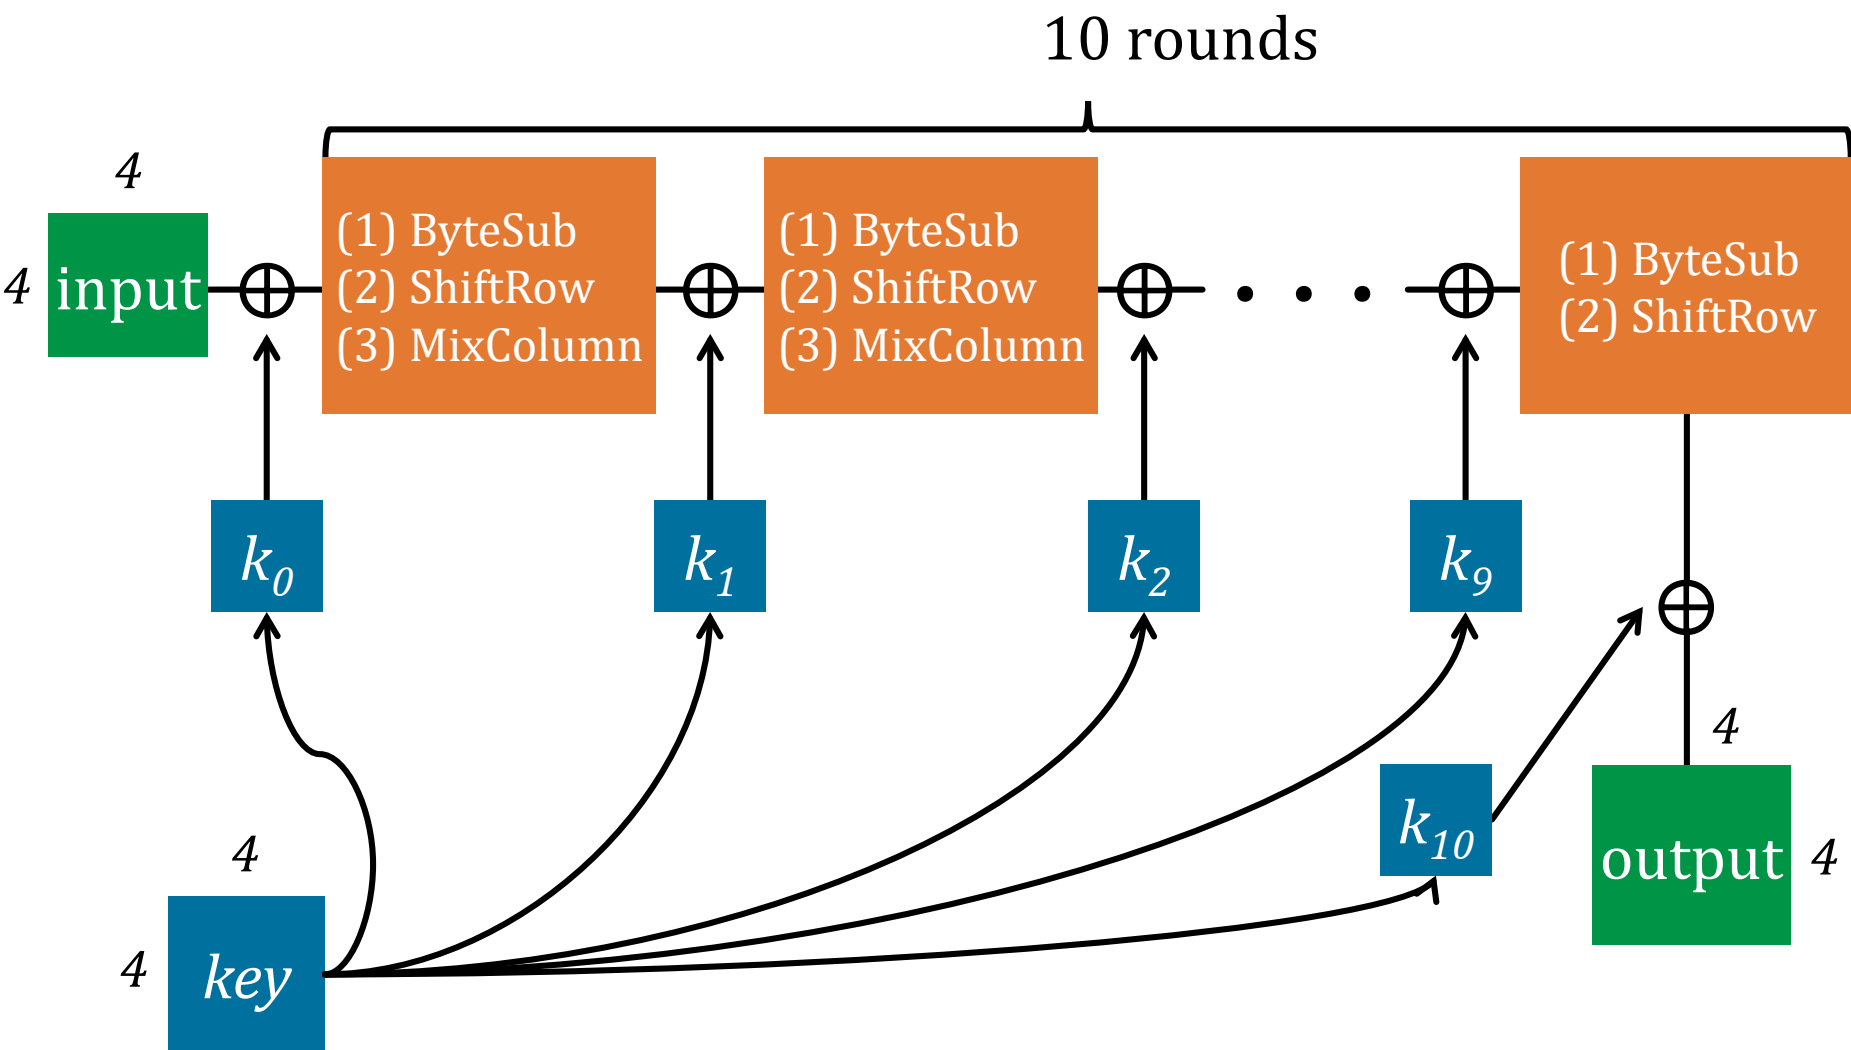 10 rounds
4
4
input
(1) ByteSub
(2) ShiftRow
(3) MixColumn
(1) ByteSub
(2) ShiftRow
(3) MixColumn
. . .
(1) ByteSub
(2) ShiftRow
k0
k1
k2
k9
k10
4
4
key
4
output
4